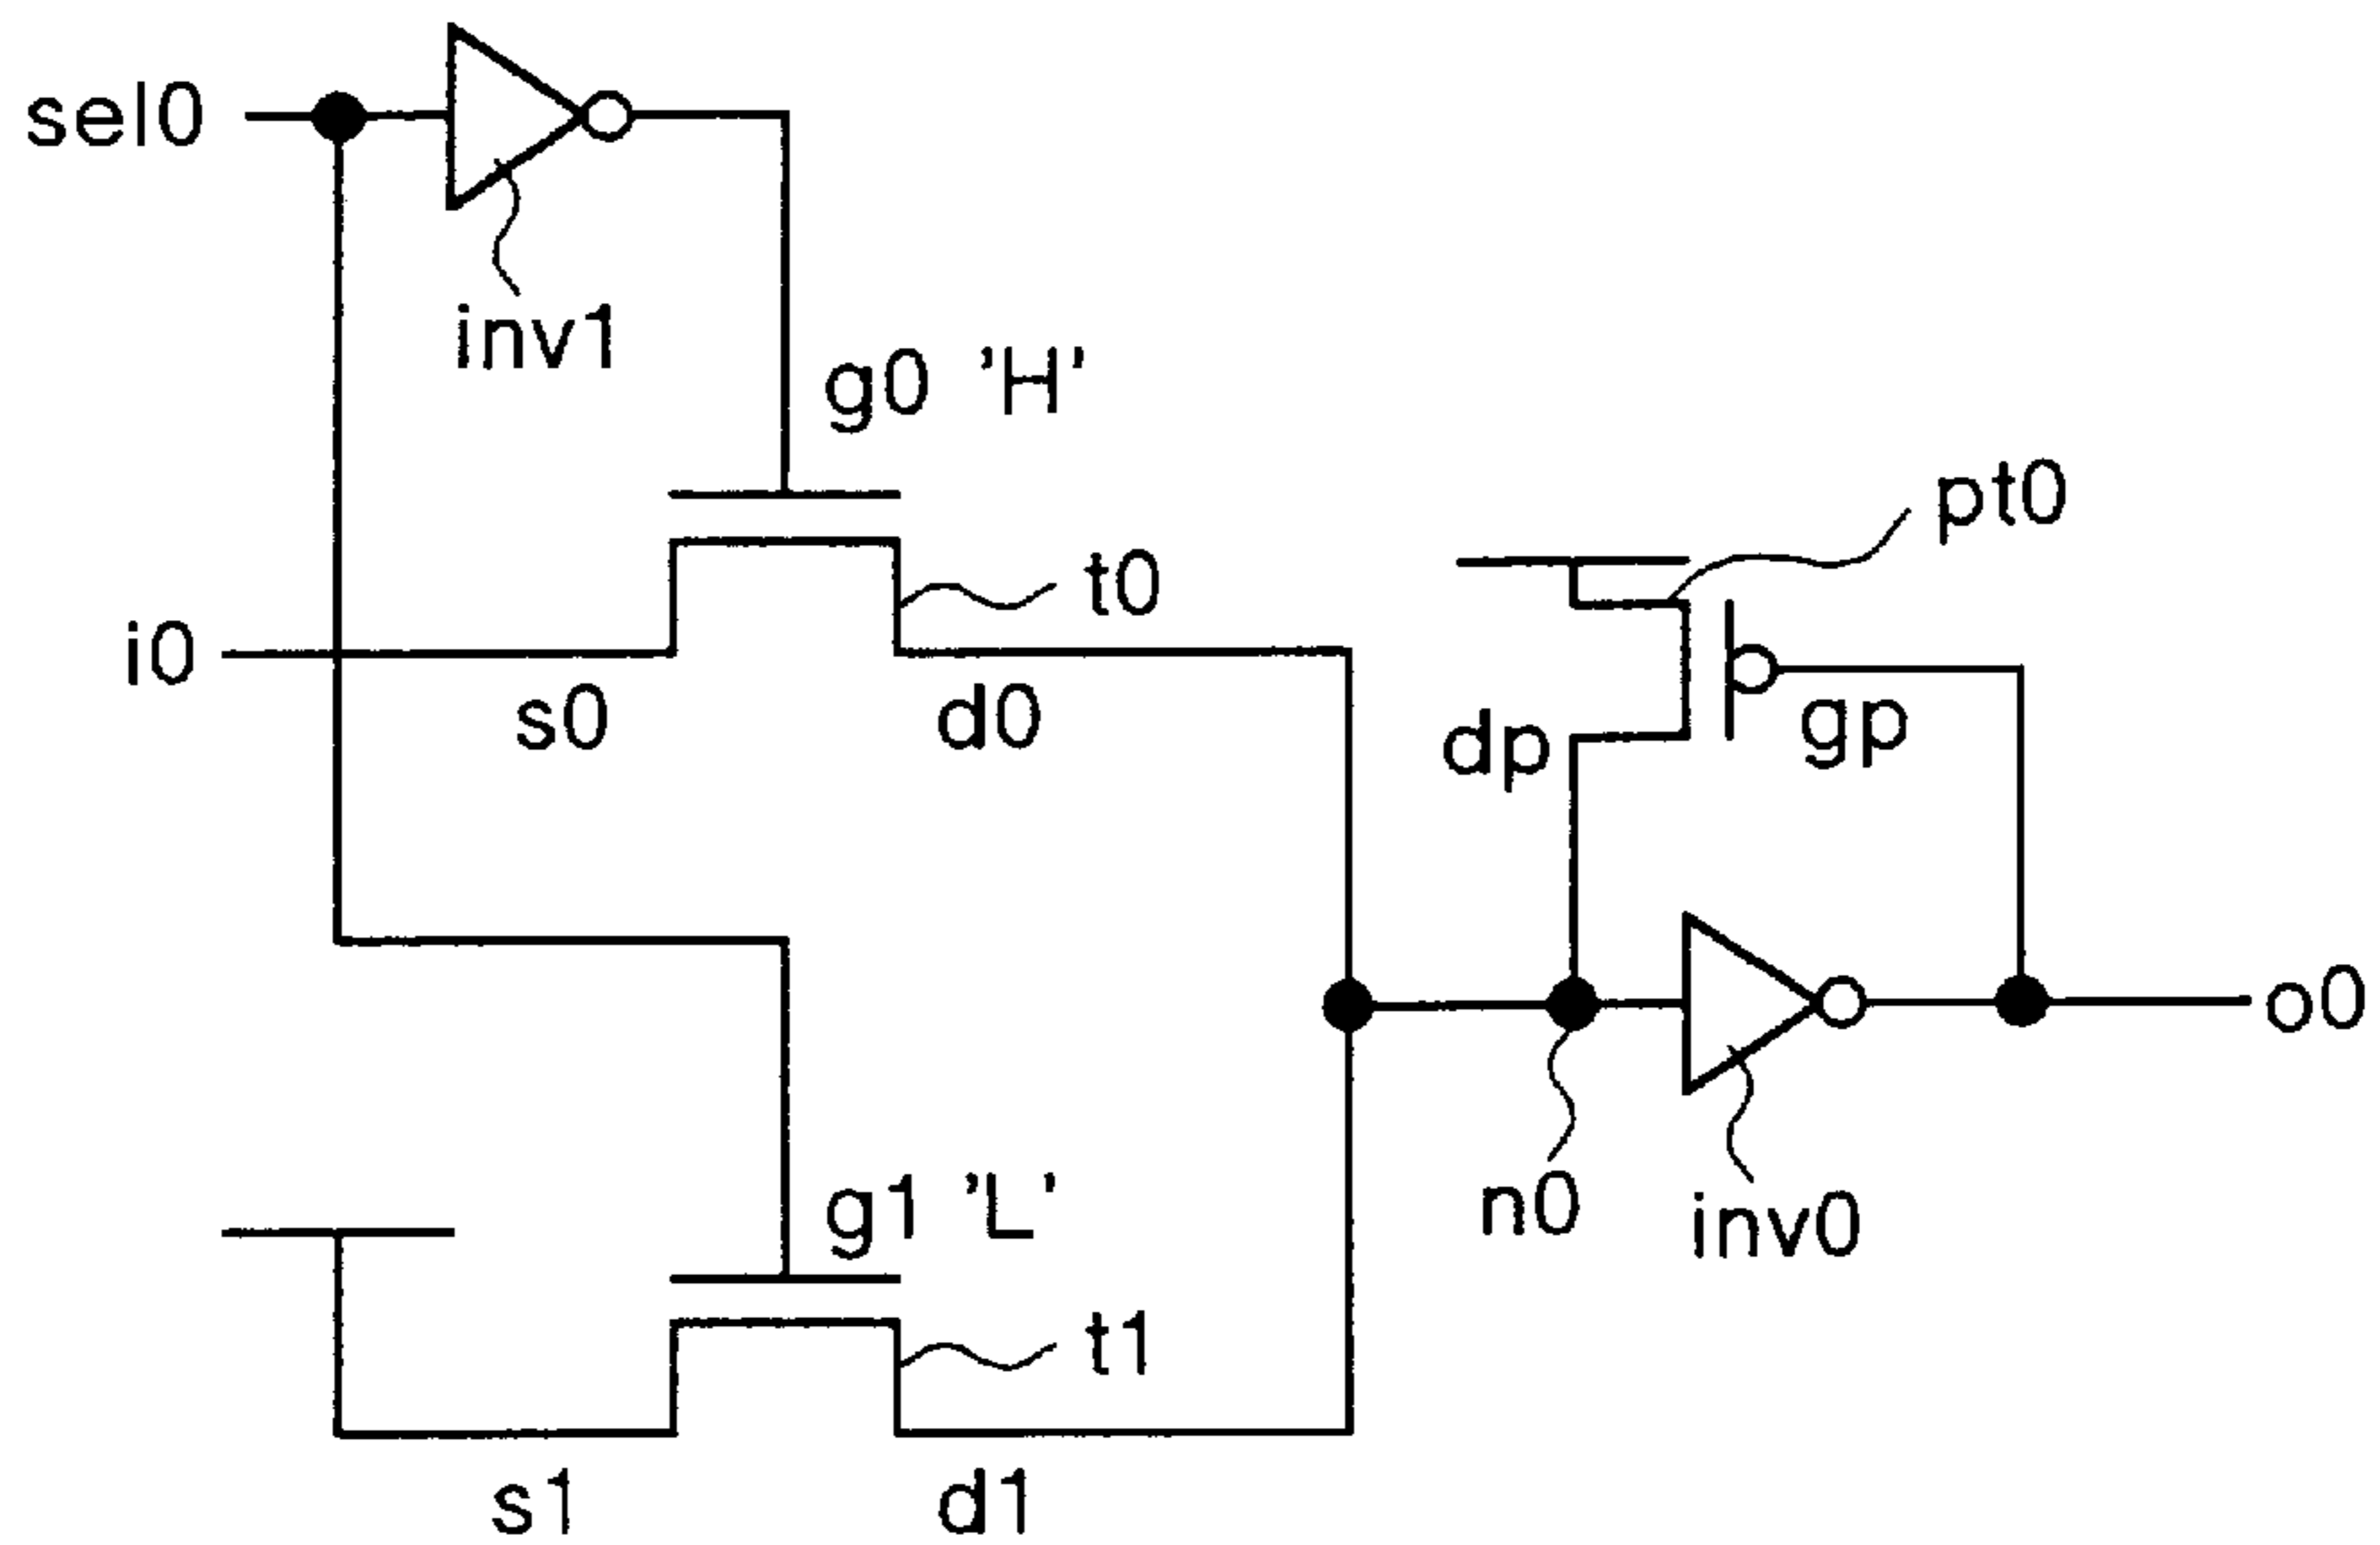 sel0
inv1
g0 'H'
pt0
t0
i0
s0
d0
dp
gp
o0
g1 'L'
n0
inv0
t1
s1
d1